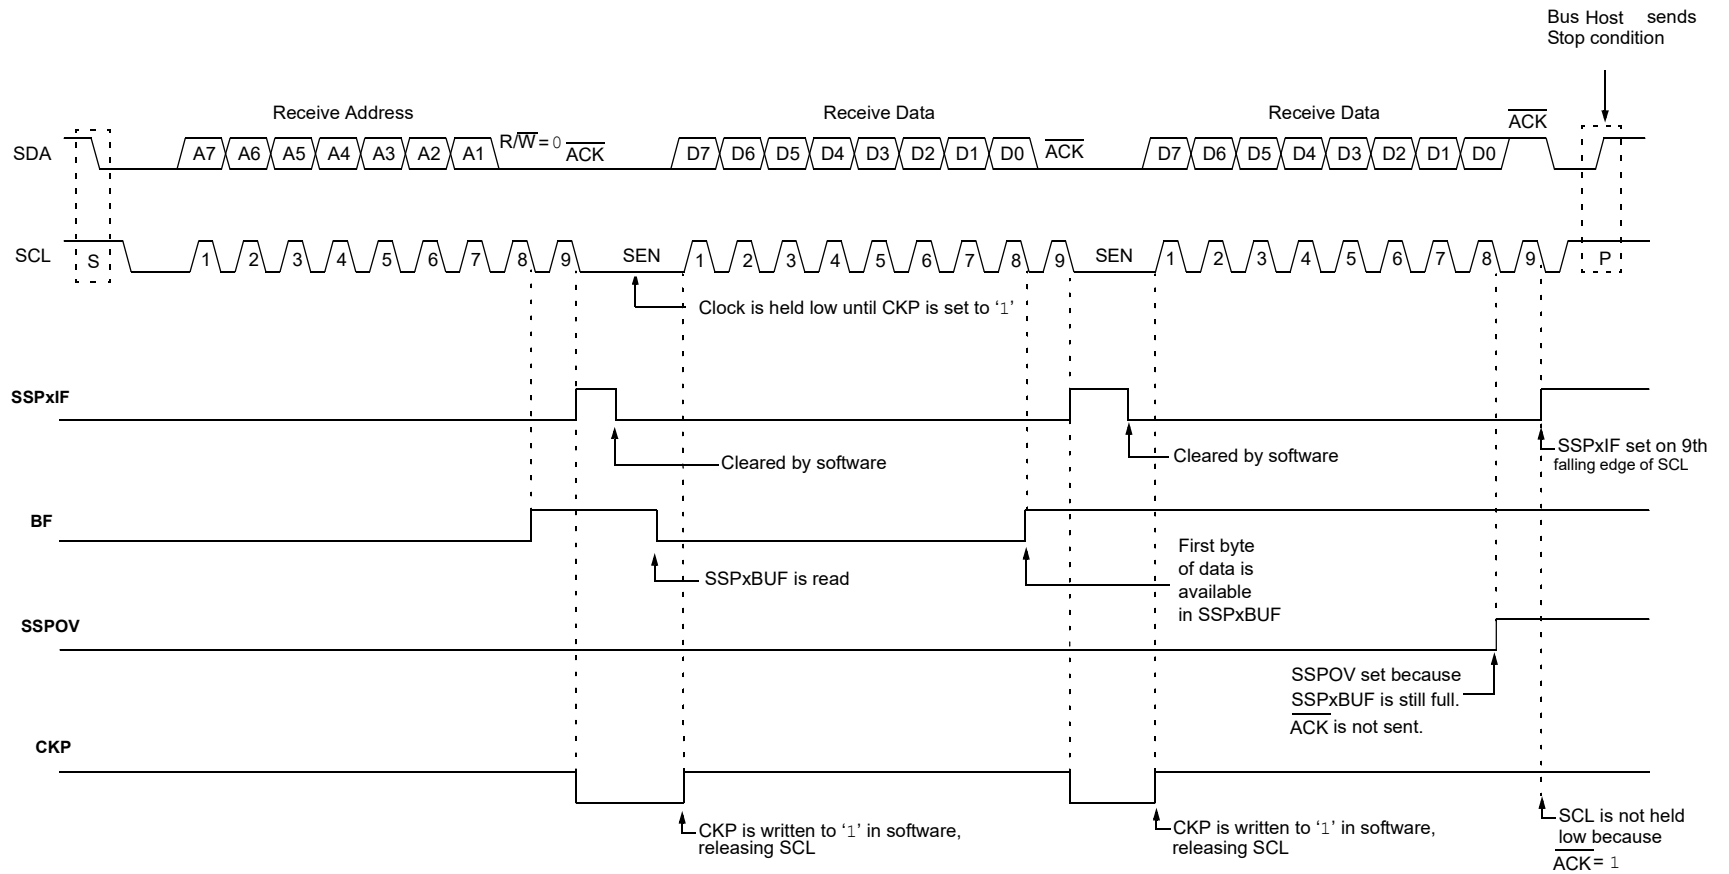 Bus Host sends
Stop condition
Receive Address
Receive Data
Receive Data
ACK
SDA
A7 A6 A5 A4 A3 A2 A1 R/W = 0 ACK
D7 D6 D5 D4 D3 D2 D1 D0 ACK
D7 D6 D5 D4 D3 D2 D1 D0
SCL
S 1 2 3 4 5 6 7 8 9 SEN 1 2 3 4 5 6 7 8 9 SEN 1 2 3 4 5 6 7 8 9 P
Clock is held low until CKP is set to ‘1’
SSPxIF
Cleared by software
Cleared by software
SSPxIF set on 9th
falling edge of SCL
BF
SSPxBUF is read
First byte
of data is
available
in SSPxBUF
SSPOV
SSPOV set because
SSPxBUF is still full.
ACK is not sent.
CKP
CKP is written to ‘1’ in software,
releasing SCL
CKP is written to ‘1’ in software,
releasing SCL
SCL is not held
low because
ACK = 1